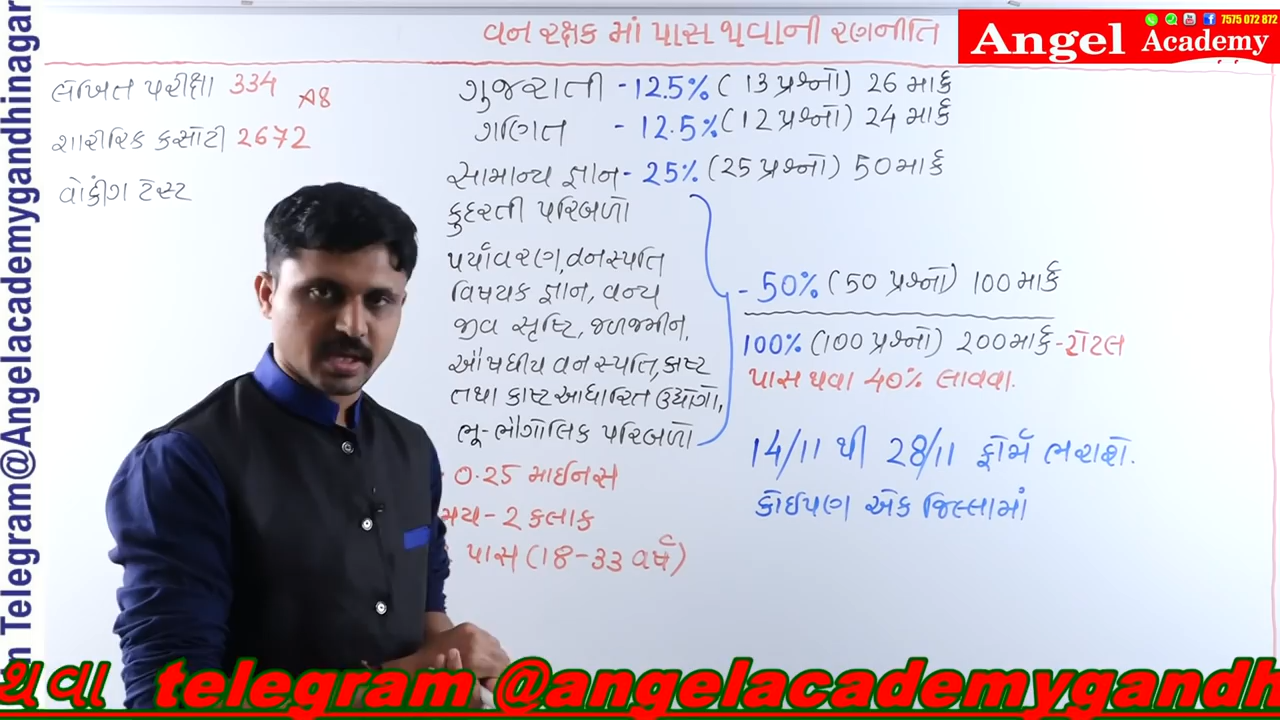 વન રક્ષક માં પાસ થવાની રણનીતિ
Angel Academy
7575 072 872
લેખિત પરીક્ષા 334
x8
શારીરિક કસોટી 2672
વોકીંગ ટેસ્ટ
ગુજરાતી - 12.5% (13 પ્રશ્નો) 26 માર્ક
ગણિત - 12.5% (12 પ્રશ્નો) 24 માર્ક
સામાન્ય જ્ઞાન - 25% (25 પ્રશ્નો) 50 માર્ક
કુદરતી પરિબળો
પર્યાવરણ, વનસ્પતિ
વિષયક જ્ઞાન, વન્ય
જીવ સૃષ્ટિ, જળજમીન,
ઔષધીય વનસ્પતિ, કાષ્ટ
તથા કાષ્ટ આધારિત ઉદ્યોગો,
ભૂ-ભૌગોલિક પરિબળો
- 50% (50 પ્રશ્નો) 100 માર્ક
100% (100 પ્રશ્નો) 200 માર્ક - ટોટલ
પાસ થવા 40% લાવવા.
14/11 થી 28/11 ફોર્મ ભરાશે.
કોઈપણ એક જિલ્લામાં
0.25 માઈનસ
મય - 2 કલાક
પાસ (18-33 વર્ષ)
n Telegram@Angelacademygandhinagar
થવા telegram @angelacademygandh